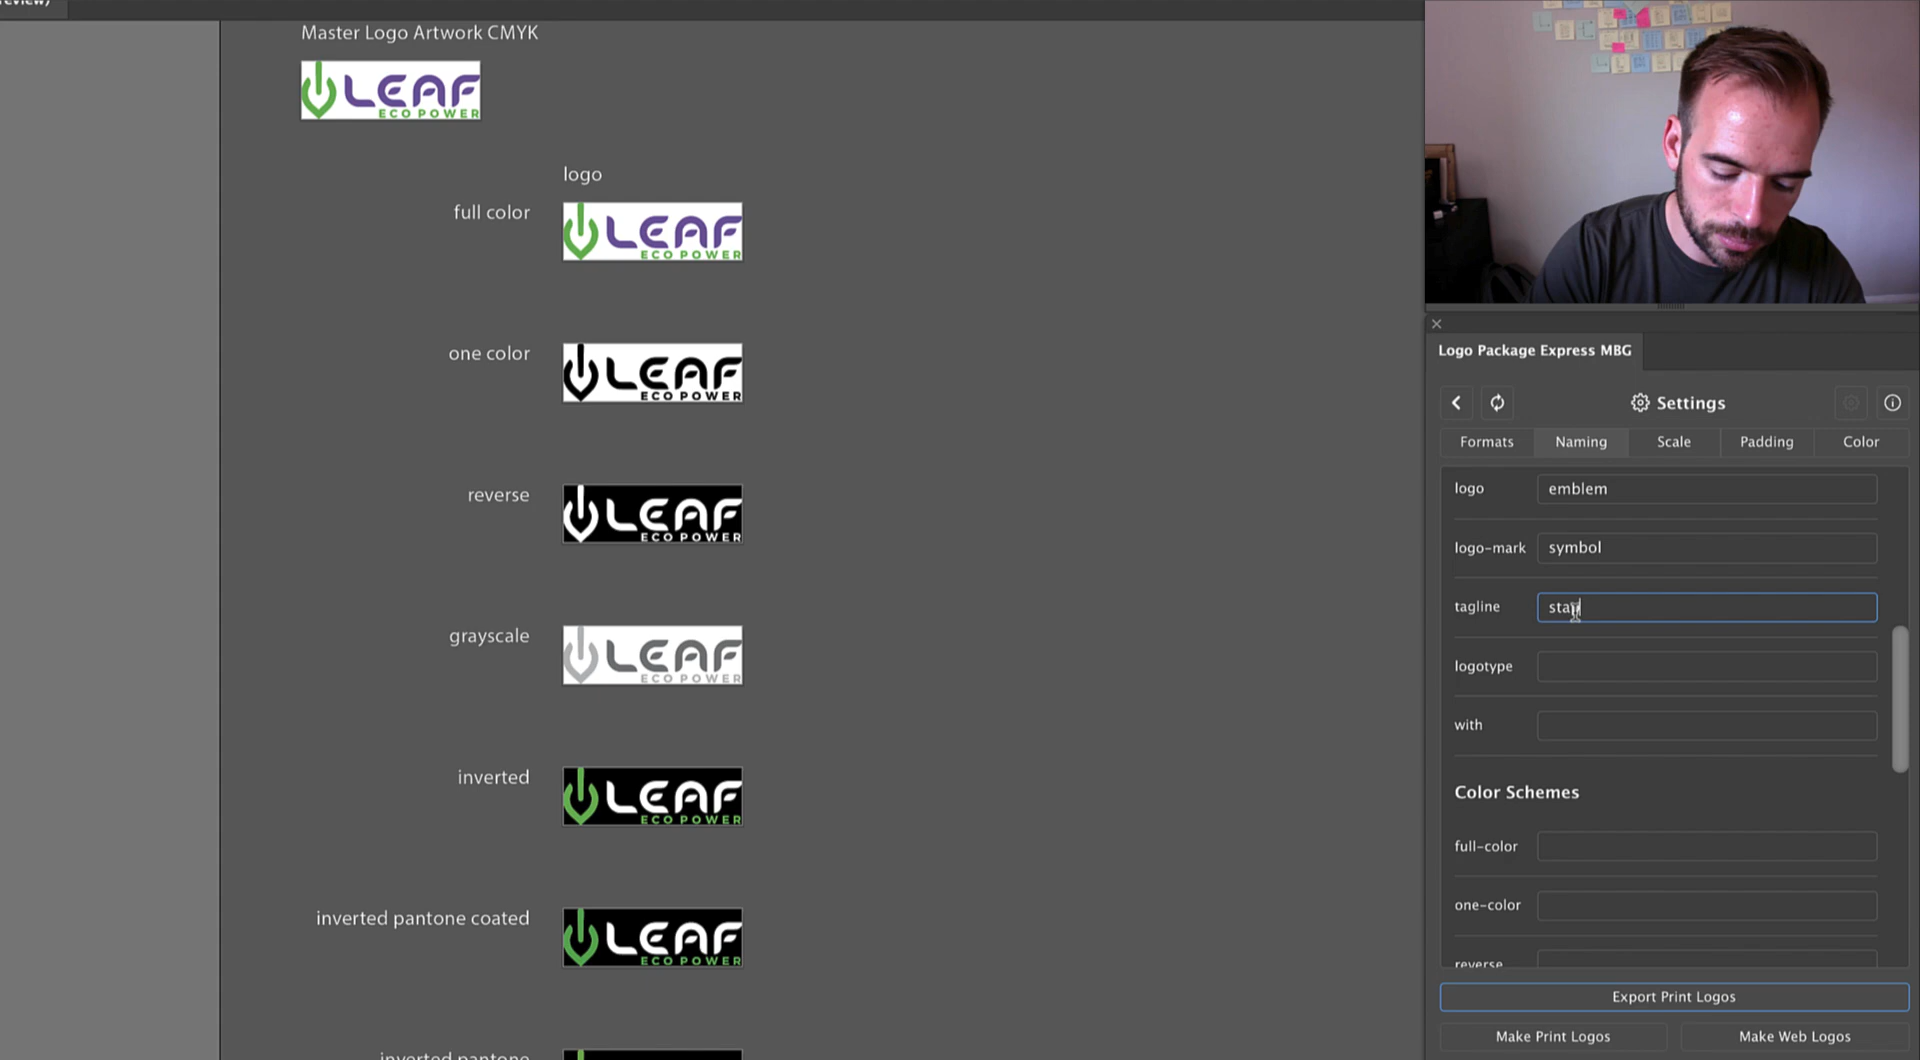 Master Logo Artwork CMYK
LEAF
ECO POWER
logo
full color
LEAF
ECO POWER
one color
LEAF
ECO POWER
reverse
LEAF
ECO POWER
grayscale
LEAF
ECO POWER
inverted
LEAF
ECO POWER
inverted pantone coated
LEAF
ECO POWER
inverted pantone
Logo Package Express MBG
Settings
Formats Naming Scale Padding Color
logo emblem
logo-mark symbol
tagline
logotype
with
Color Schemes
full-color
one-color
reverse
Export Print Logos
Make Print Logos Make Web Logos